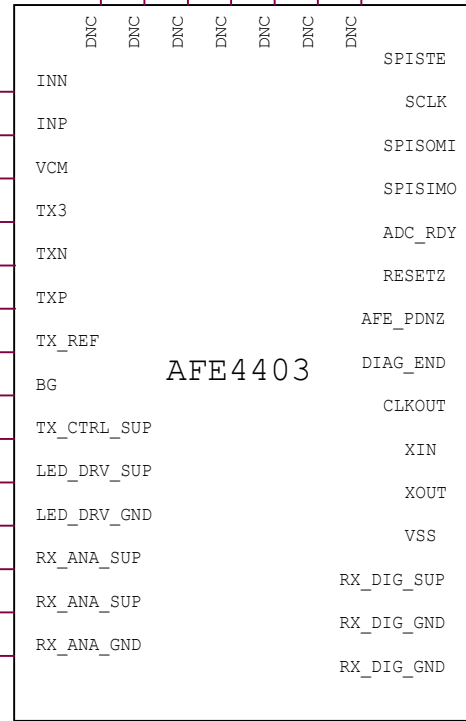 DNC DNC DNC DNC DNC DNC DNC
INN
INP
VCM
TX3
TXN
TXP
TX_REF
BG
TX_CTRL_SUP
LED_DRV_SUP
LED_DRV_GND
RX_ANA_SUP
RX_ANA_SUP
RX_ANA_GND
AFE4403
SPISTE
SCLK
SPISOMI
SPISIMO
ADC_RDY
RESETZ
AFE_PDNZ
DIAG_END
CLKOUT
XIN
XOUT
VSS
RX_DIG_SUP
RX_DIG_GND
RX_DIG_GND